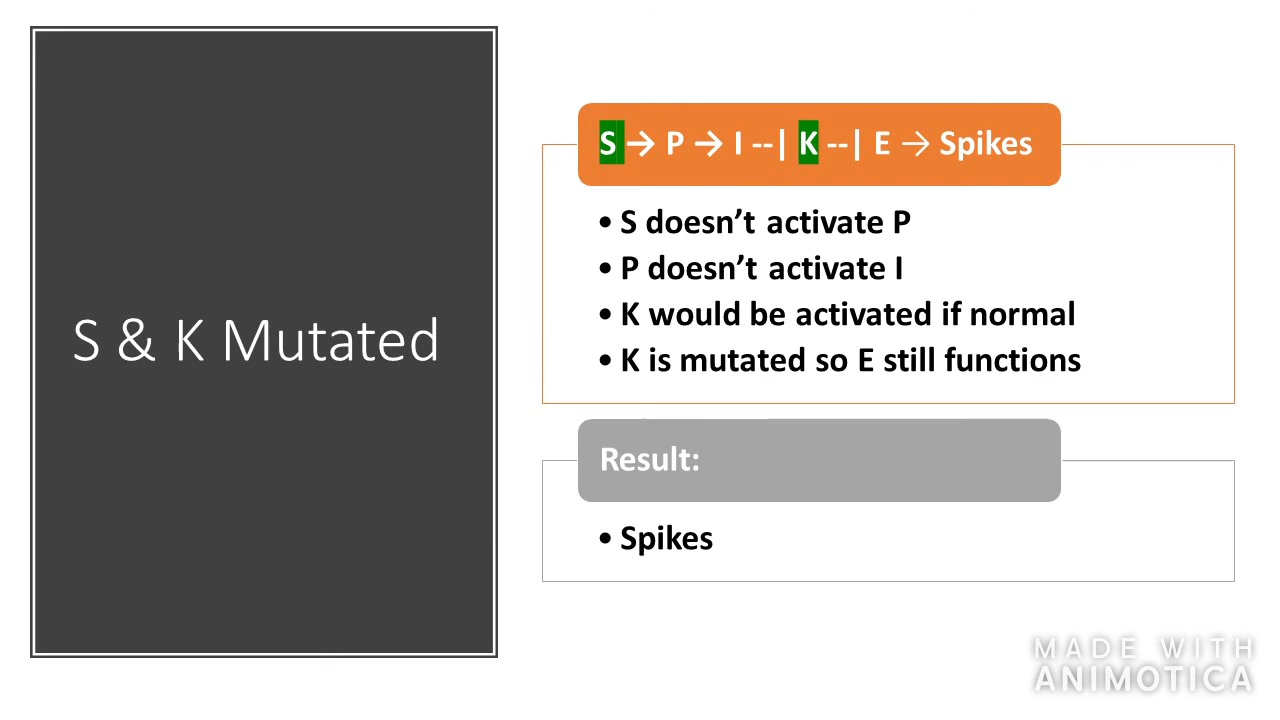 S & K Mutated
S → P → I --| K --| E → Spikes
• S doesn’t activate P
• P doesn’t activate I
• K would be activated if normal
• K is mutated so E still functions
Result:
• Spikes
MADE WITH
ANIMOTICA